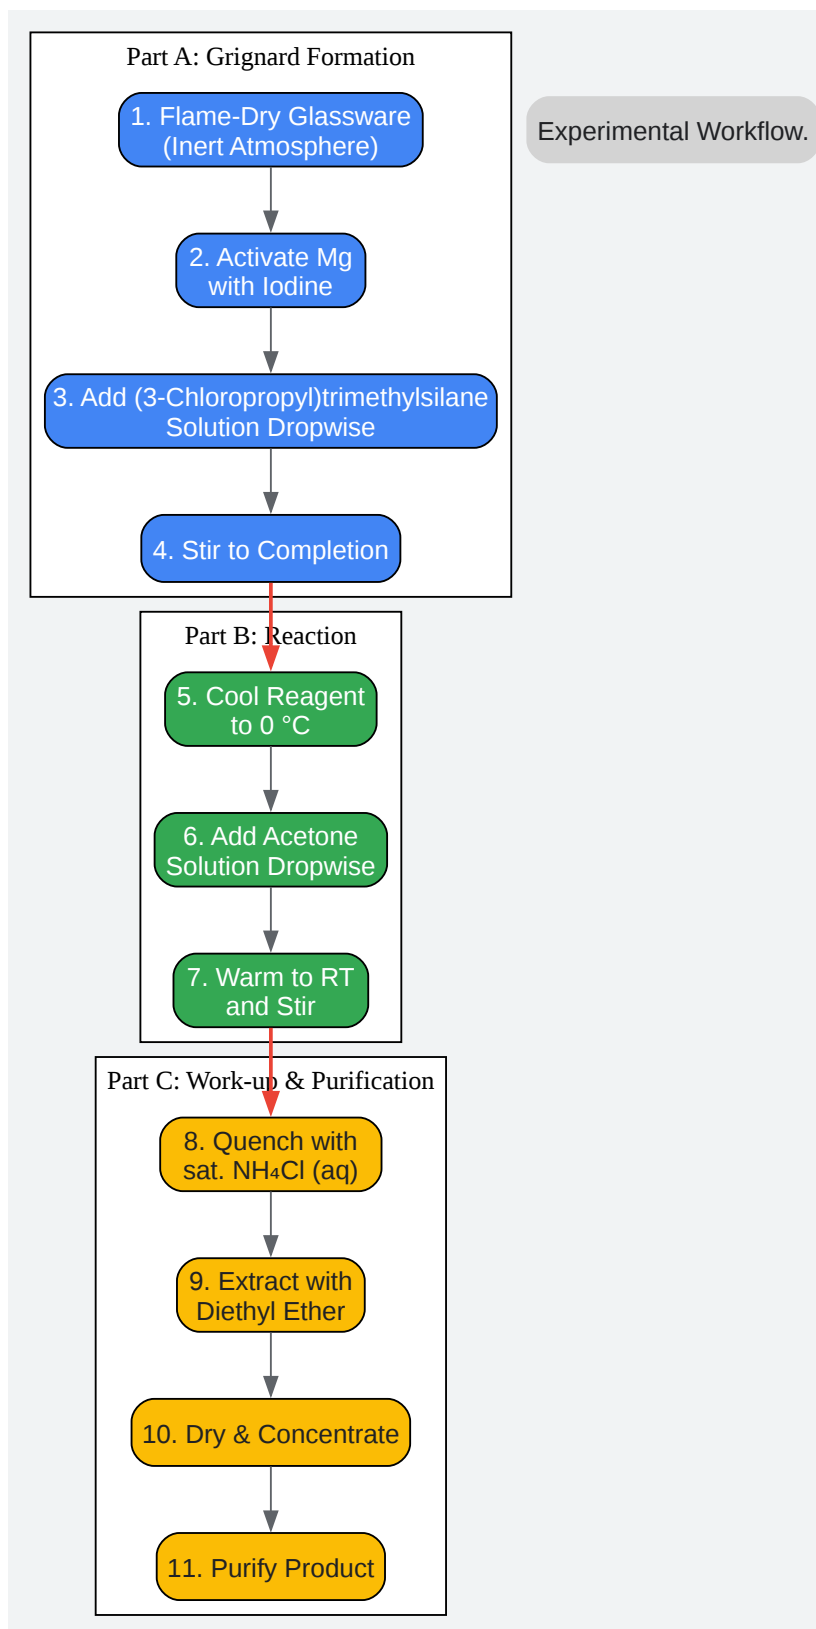 Part A: Grignard Formation
1. Flame-Dry Glassware
(Inert Atmosphere)
Experimental Workflow.
2. Activate Mg
with Iodine
3. Add (3-Chloropropyl)trimethylsilane
Solution Dropwise
4. Stir to Completion
Part B: Reaction
5. Cool Reagent
to 0 °C
6. Add Acetone
Solution Dropwise
7. Warm to RT
and Stir
Part C: Work-up & Purification
8. Quench with
sat. NH₄Cl (aq)
9. Extract with
Diethyl Ether
10. Dry & Concentrate
11. Purify Product